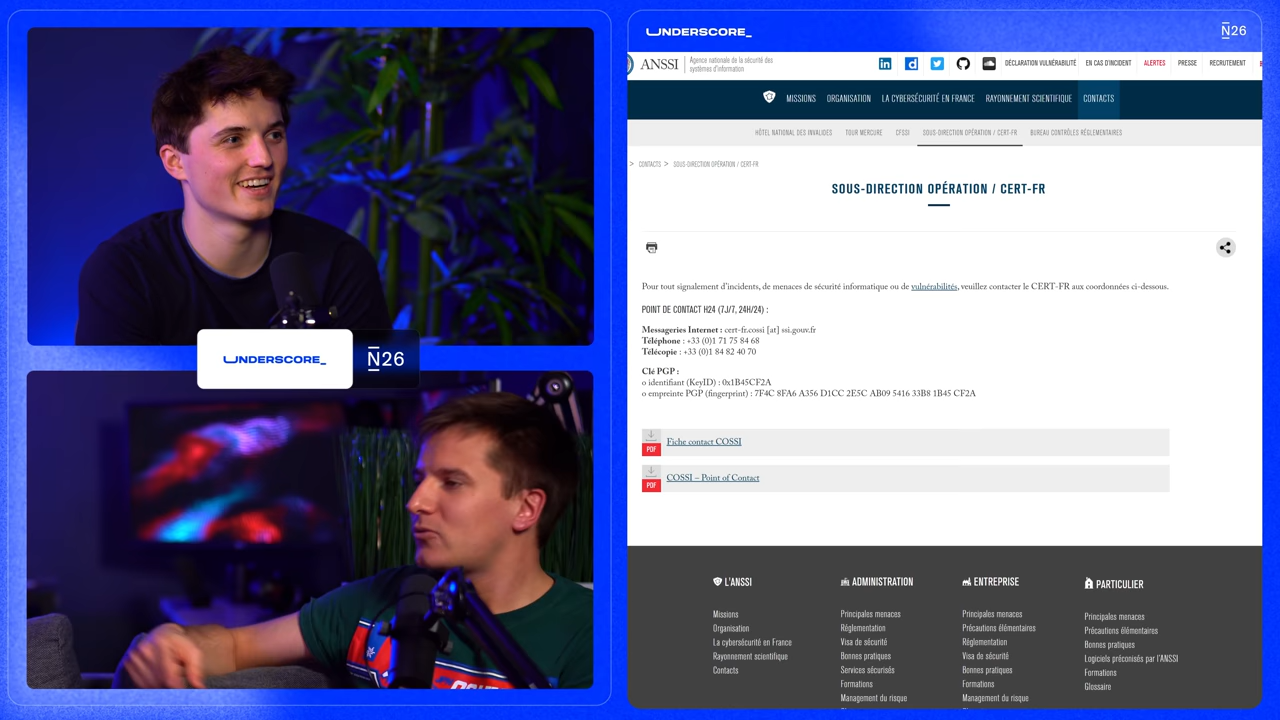 UNDERSCORE_
N26
UNDERSCORE_
N26
ANSSI
Agence nationale de la sécurité des
systèmes d'information
DÉCLARATION VULNÉRABILITÉ
EN CAS D'INCIDENT
ALERTES
PRESSE
RECRUTEMENT
MISSIONS
ORGANISATION
LA CYBERSÉCURITÉ EN FRANCE
RAYONNEMENT SCIENTIFIQUE
CONTACTS
HÔTEL NATIONAL DES INVALIDES
TOUR MERCURE
CFSSI
SOUS-DIRECTION OPÉRATION / CERT-FR
BUREAU CONTRÔLES RÈGLEMENTAIRES
> CONTACTS > SOUS-DIRECTION OPÉRATION / CERT-FR
SOUS-DIRECTION OPÉRATION / CERT-FR
Pour tout signalement d'incidents, de menaces de sécurité informatique ou de vulnérabilités, veuillez contacter le CERT-FR aux coordonnées ci-dessous.
POINT DE CONTACT H24 (7J/7, 24H/24) :
Messageries Internet : cert-fr.cossi [at] ssi.gouv.fr
Téléphone : +33 (0)1 71 75 84 68
Télécopie : +33 (0)1 84 82 40 70
Clé PGP :
o identifiant (KeyID) : 0x1B45CF2A
o empreinte PGP (fingerprint) : 7F4C 8FA6 A356 D1CC 2E5C AB09 5416 33B8 1B45 CF2A
PDF
Fiche contact COSSI
PDF
COSSI – Point of Contact
L'ANSSI
Missions
Organisation
La cybersécurité en France
Rayonnement scientifique
Contacts
ADMINISTRATION
Principales menaces
Réglementation
Visa de sécurité
Bonnes pratiques
Services sécurisés
Formations
Management du risque
ENTREPRISE
Principales menaces
Précautions élémentaires
Réglementation
Visa de sécurité
Bonnes pratiques
Formations
Management du risque
PARTICULIER
Principales menaces
Précautions élémentaires
Bonnes pratiques
Logiciels préconisés par l'ANSSI
Formations
Glossaire